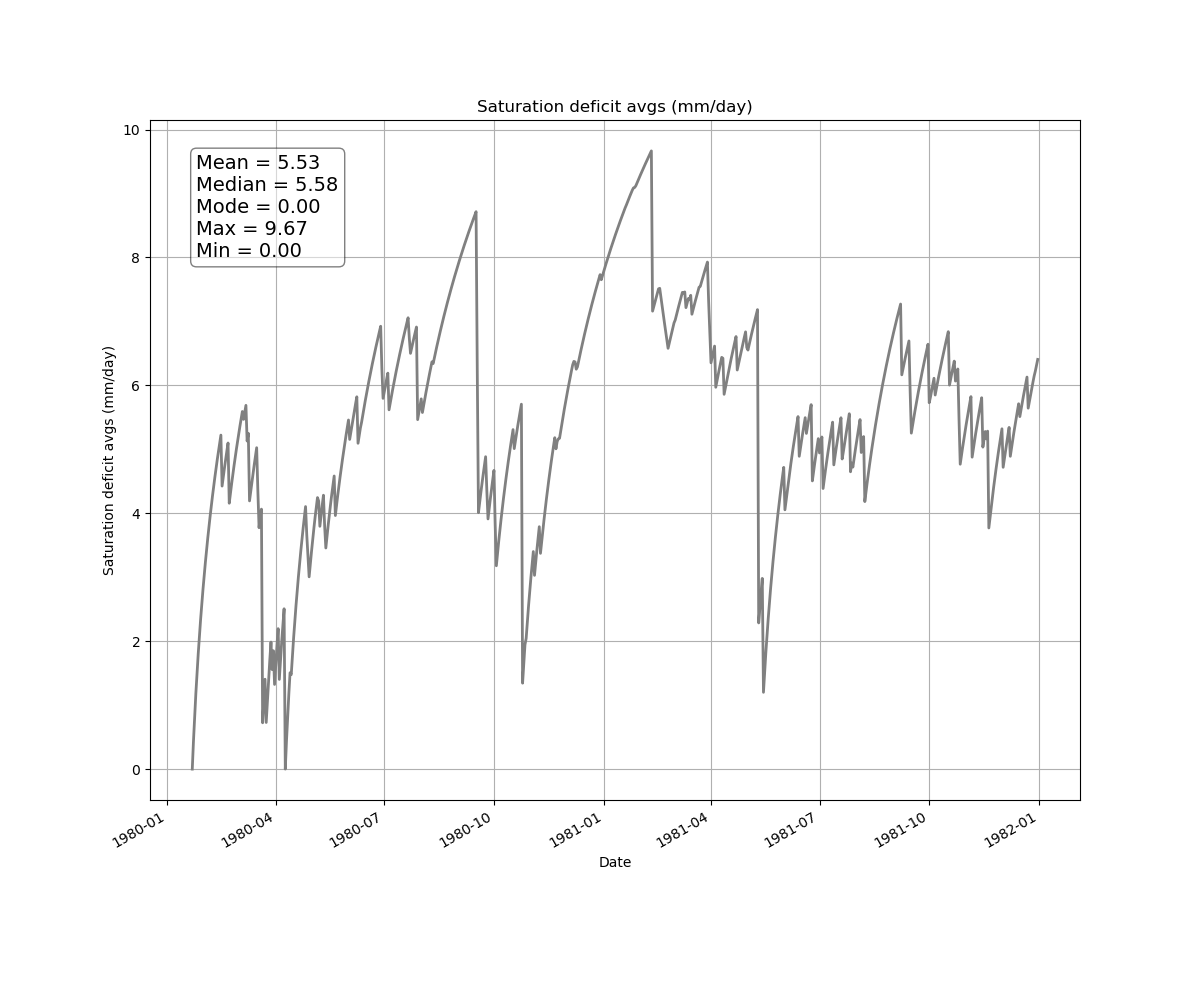 Saturation deficit avgs (mm/day)
10
8
6
4
2
0
Saturation deficit avgs (mm/day)
Mean = 5.53
Median = 5.58
Mode = 0.00
Max = 9.67
Min = 0.00
1980-01
1980-04
1980-07
1980-10
1981-01
1981-04
1981-07
1981-10
1982-01
Date